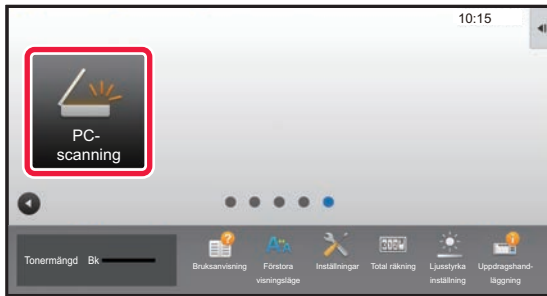 10:15
PC-
scanning
Tonermängd Bk
Bruksanvisning
Förstora
visningsläge
Inställningar
Total räkning
Ljusstyrka
inställning
Uppdragshand-
läggning